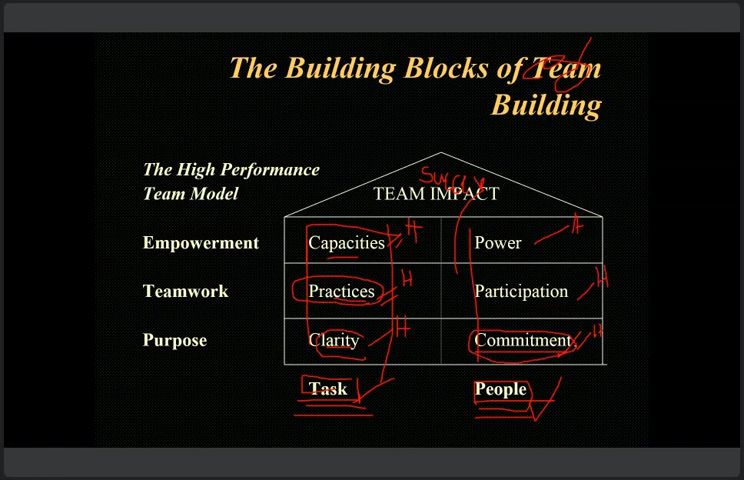 The Building Blocks of Team
Building
The High Performance
Team Model
TEAM IMPACT
Empowerment Capacities H Power H
Teamwork Practices H Participation H
Purpose Clarity H Commitment H
Task People